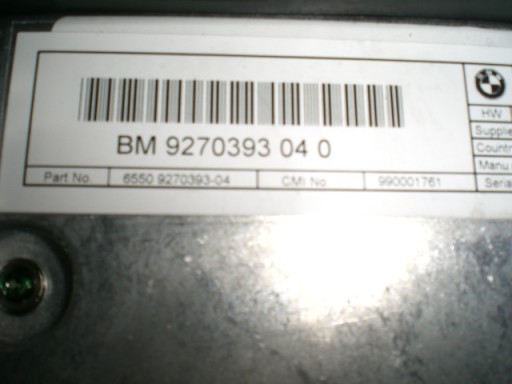 BM 9270393 04 0
Part No. 6550 9270393-04 CMI No. 990001761
HW
Supplie
Countr
Manu.
Seria